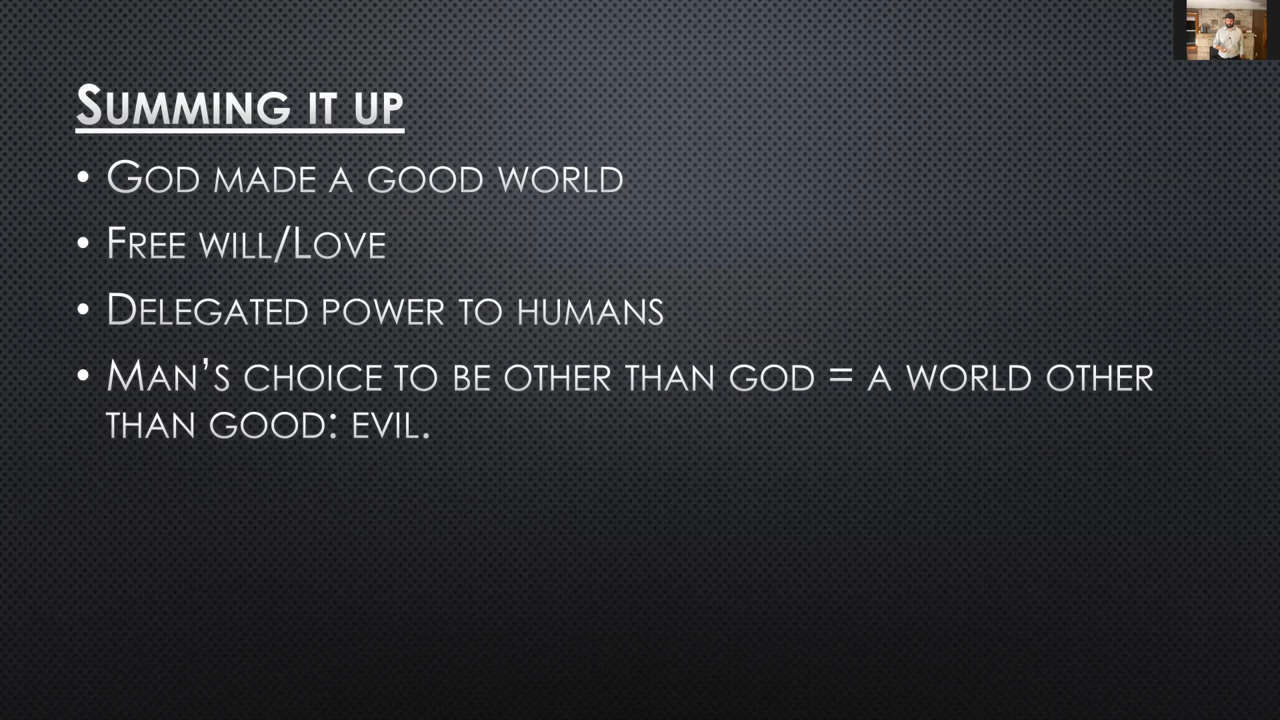 Summing it up
• God made a good world
• Free will/Love
• Delegated power to humans
• Man's choice to be other than god = a world other
than good: evil.